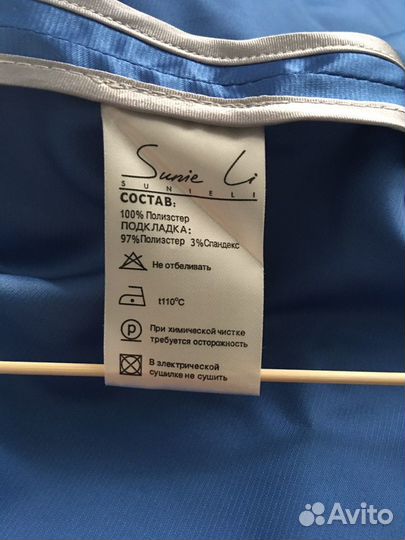 Sunie Li
SUNIELI
СОСТАВ:
100% Полиэстер
ПОДКЛАДКА:
97%Полиэстер 3%Спандекс
Не отбеливать
t110°C
P
При химической чистке
требуется осторожность
В электрической
сушилке не сушить
Avito